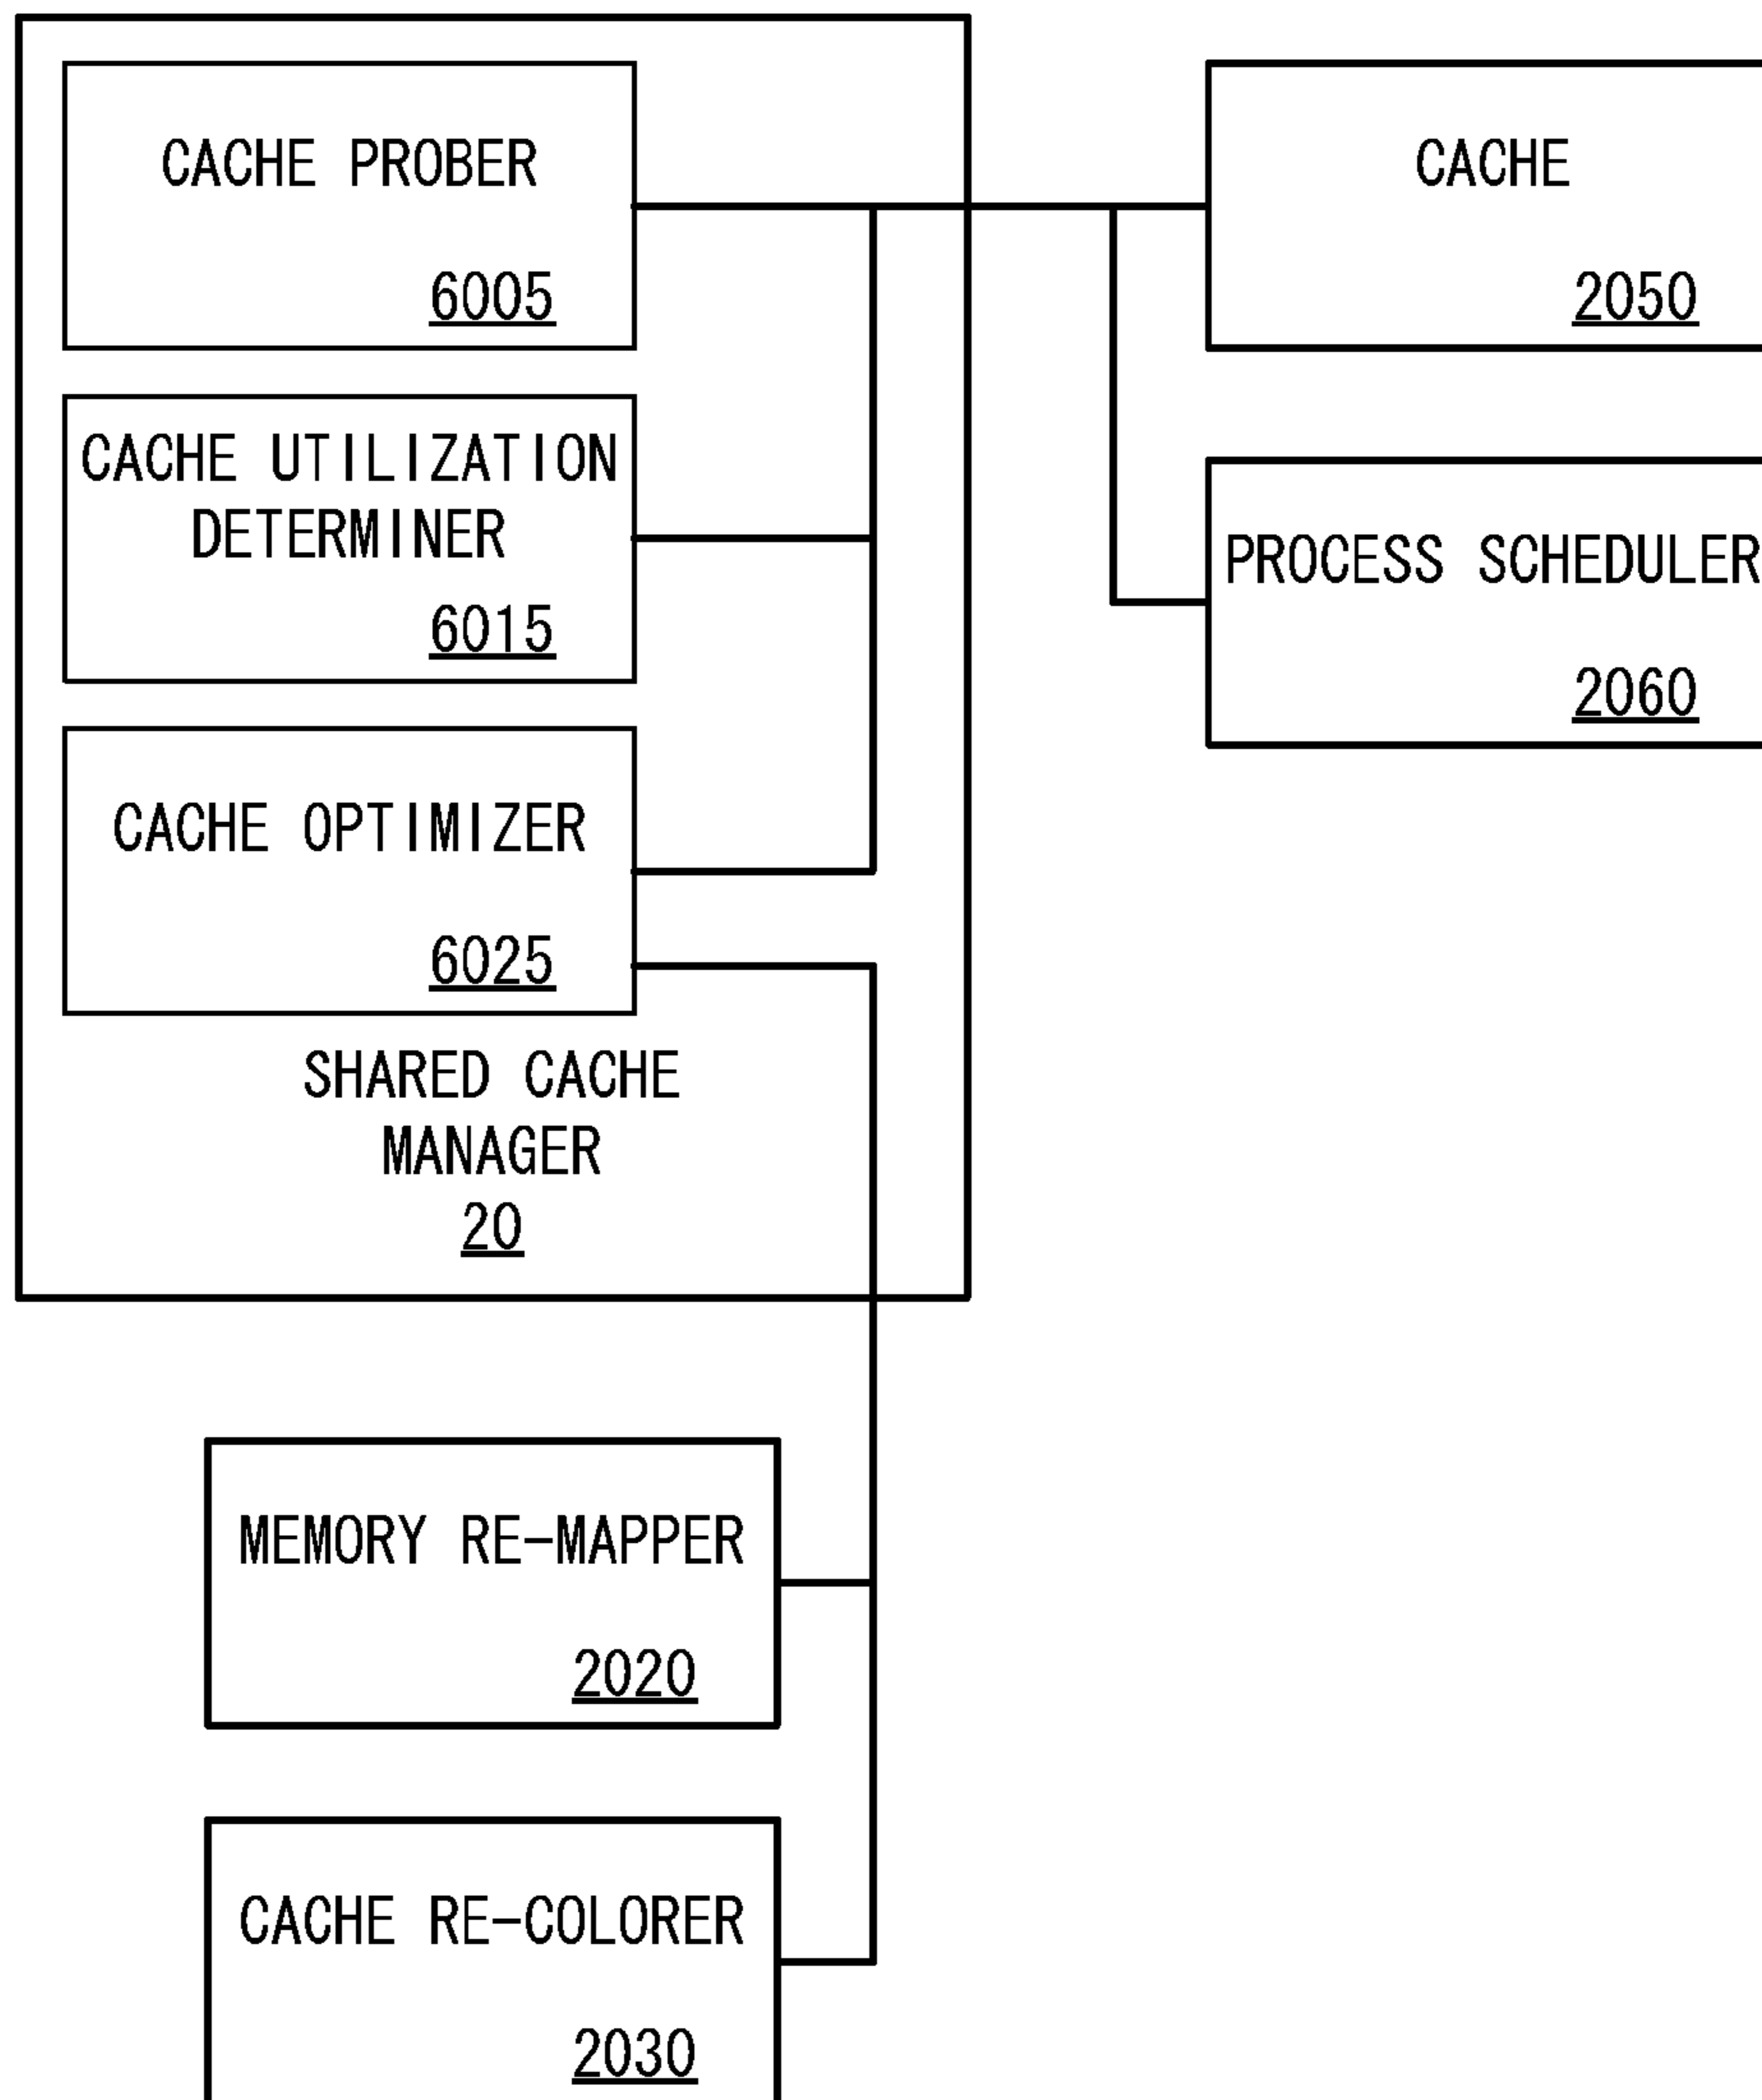 CACHE PROBER
6005
CACHE UTILIZATION
DETERMINER
6015
CACHE OPTIMIZER
6025
SHARED CACHE
MANAGER
20
CACHE
2050
PROCESS SCHEDULER
2060
MEMORY RE-MAPPER
2020
CACHE RE-COLORER
2030